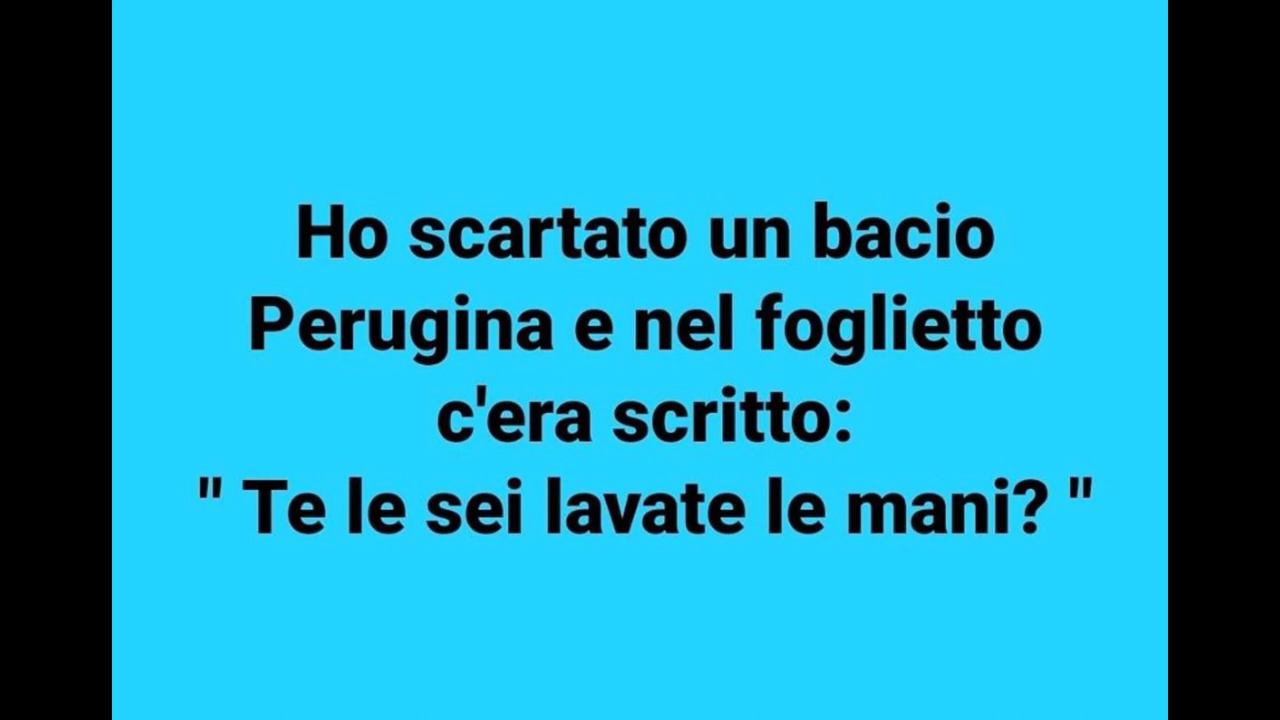 Ho scartato un bacio
Perugina e nel foglietto
c'era scritto:
" Te le sei lavate le mani? "